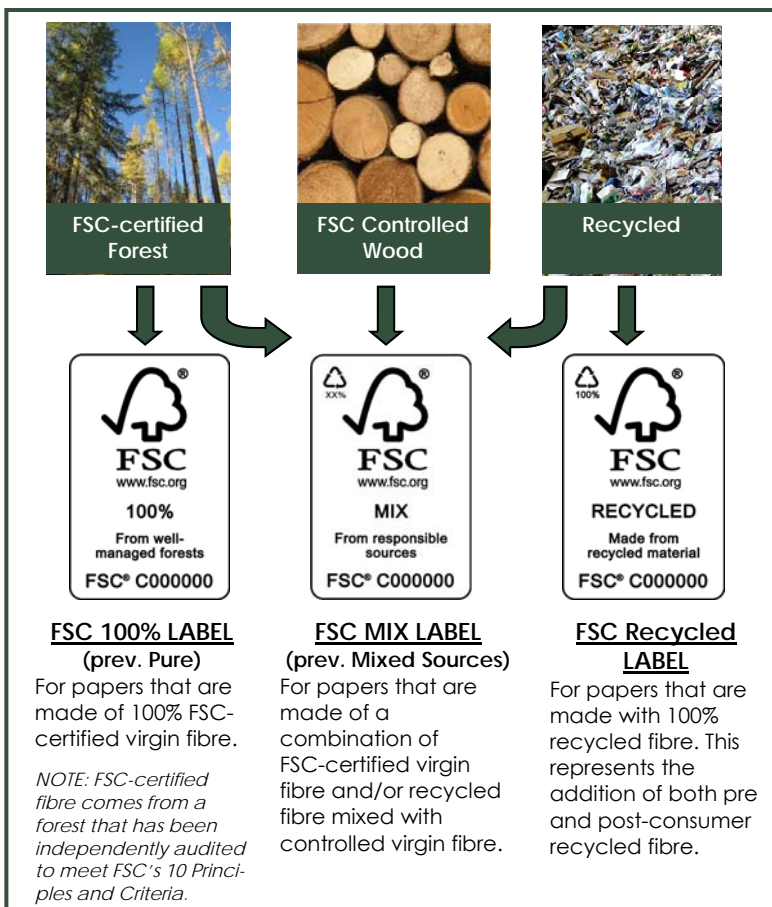 FSC-certified
Forest
FSC Controlled
Wood
Recycled
®
FSC
www.fsc.org
100%
From well-
managed forests
FSC® C000000
XX%
®
FSC
www.fsc.org
MIX
From responsible
sources
FSC® C000000
100%
®
FSC
www.fsc.org
RECYCLED
Made from
recycled material
FSC® C000000
FSC 100% LABEL
(prev. Pure)
For papers that are
made of 100% FSC-
certified virgin fibre.
NOTE: FSC-certified
fibre comes from a
forest that has been
independently audited
to meet FSC's 10 Princi-
ples and Criteria.
FSC MIX LABEL
(prev. Mixed Sources)
For papers that are
made of a
combination of
FSC-certified virgin
fibre and/or recycled
fibre mixed with
controlled virgin fibre.
FSC Recycled
LABEL
For papers that are
made with 100%
recycled fibre. This
represents the
addition of both pre
and post-consumer
recycled fibre.